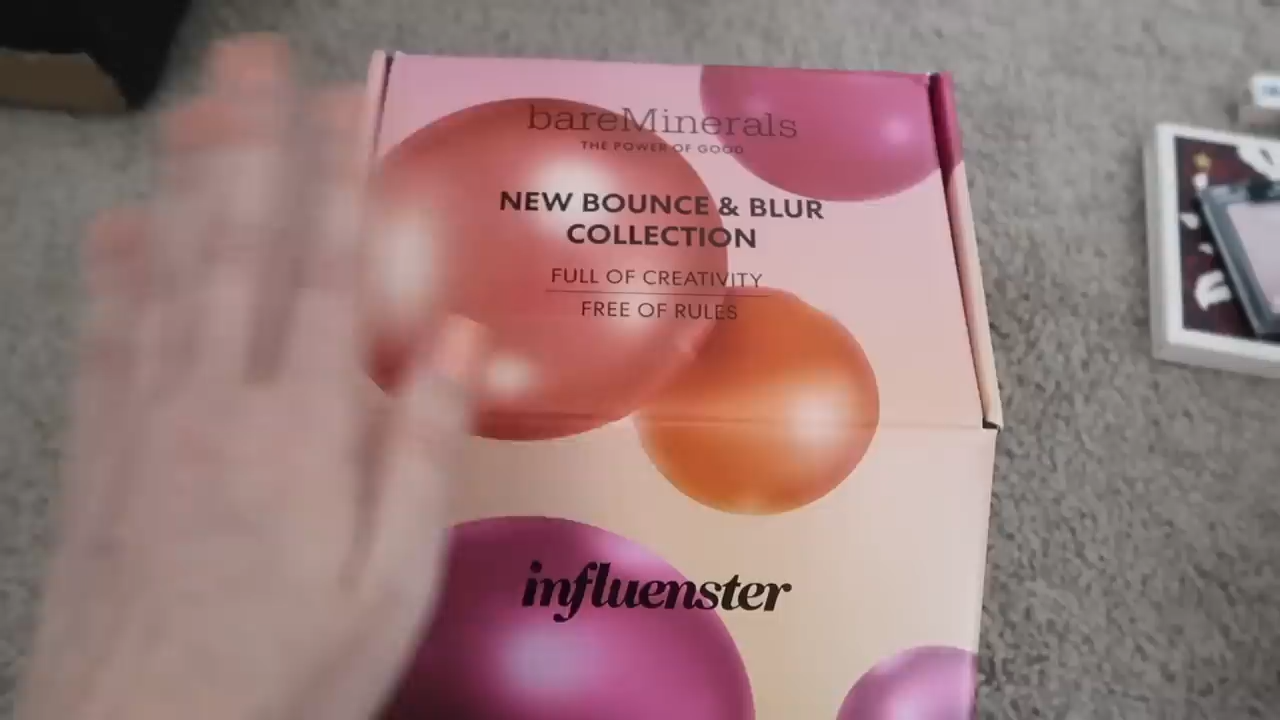 bareMinerals
THE POWER OF GOOD
NEW BOUNCE & BLUR
COLLECTION
FULL OF CREATIVITY
FREE OF RULES
influenster